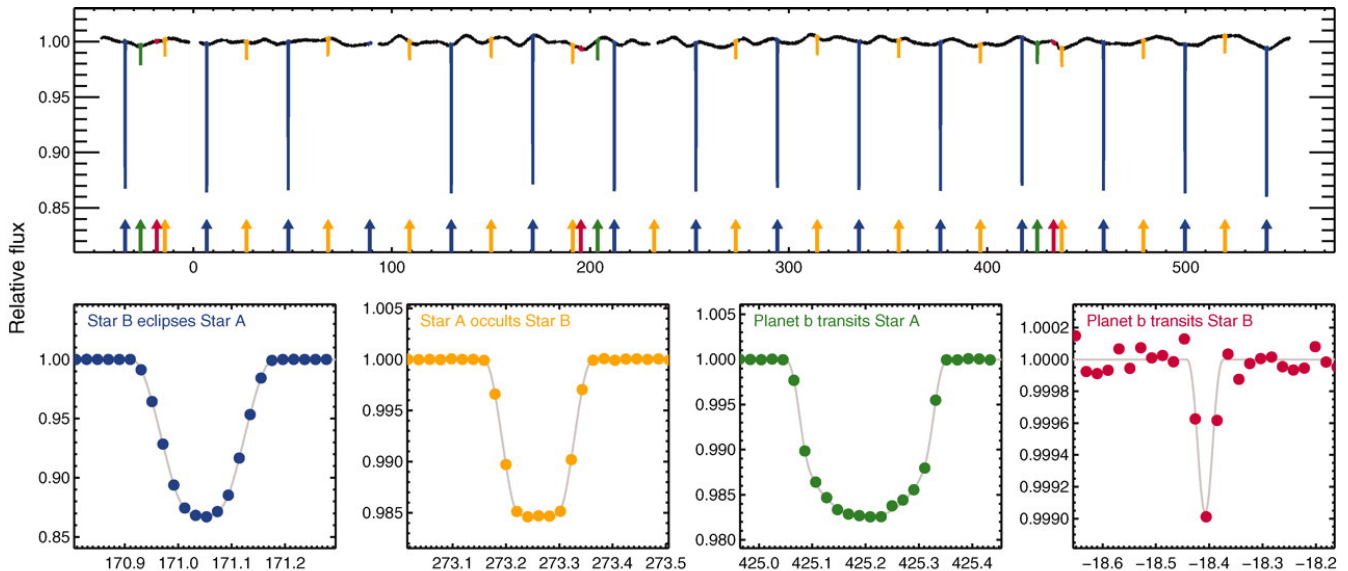 Relative flux
1.00
0.95
0.90
0.85
0 100 200 300 400 500
Star B eclipses Star A
1.00
0.95
0.90
0.85
170.9 171.0 171.1 171.2
Star A occults Star B
1.005
1.000
0.995
0.990
0.985
273.1 273.2 273.3 273.4 273.5
Planet b transits Star A
1.005
1.000
0.995
0.990
0.985
0.980
425.0 425.1 425.2 425.3 425.4
Planet b transits Star B
1.0002
1.0000
0.9998
0.9996
0.9994
0.9992
0.9990
−18.6 −18.5 −18.4 −18.3 −18.2